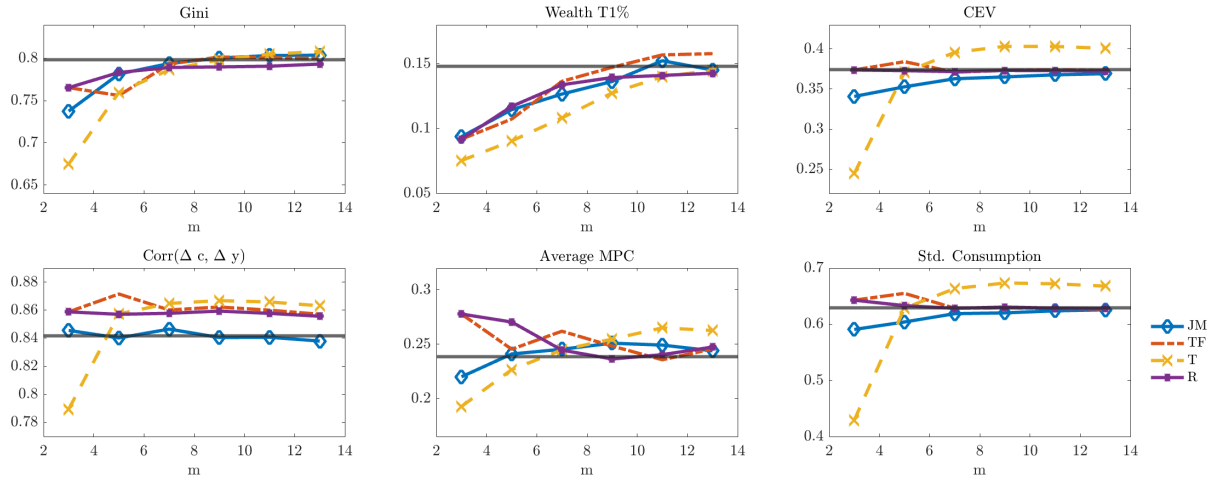 Gini
0.8
0.75
0.7
0.65
2 4 6 8 10 12 14
m
Wealth T1%
0.15
0.1
0.05
2 4 6 8 10 12 14
m
CEV
0.4
0.35
0.3
0.25
2 4 6 8 10 12 14
m
Corr(Δ c, Δ y)
0.88
0.86
0.84
0.82
0.8
0.78
2 4 6 8 10 12 14
m
Average MPC
0.3
0.25
0.2
2 4 6 8 10 12 14
m
Std. Consumption
0.7
0.6
0.5
0.4
2 4 6 8 10 12 14
m
JM
TF
T
R